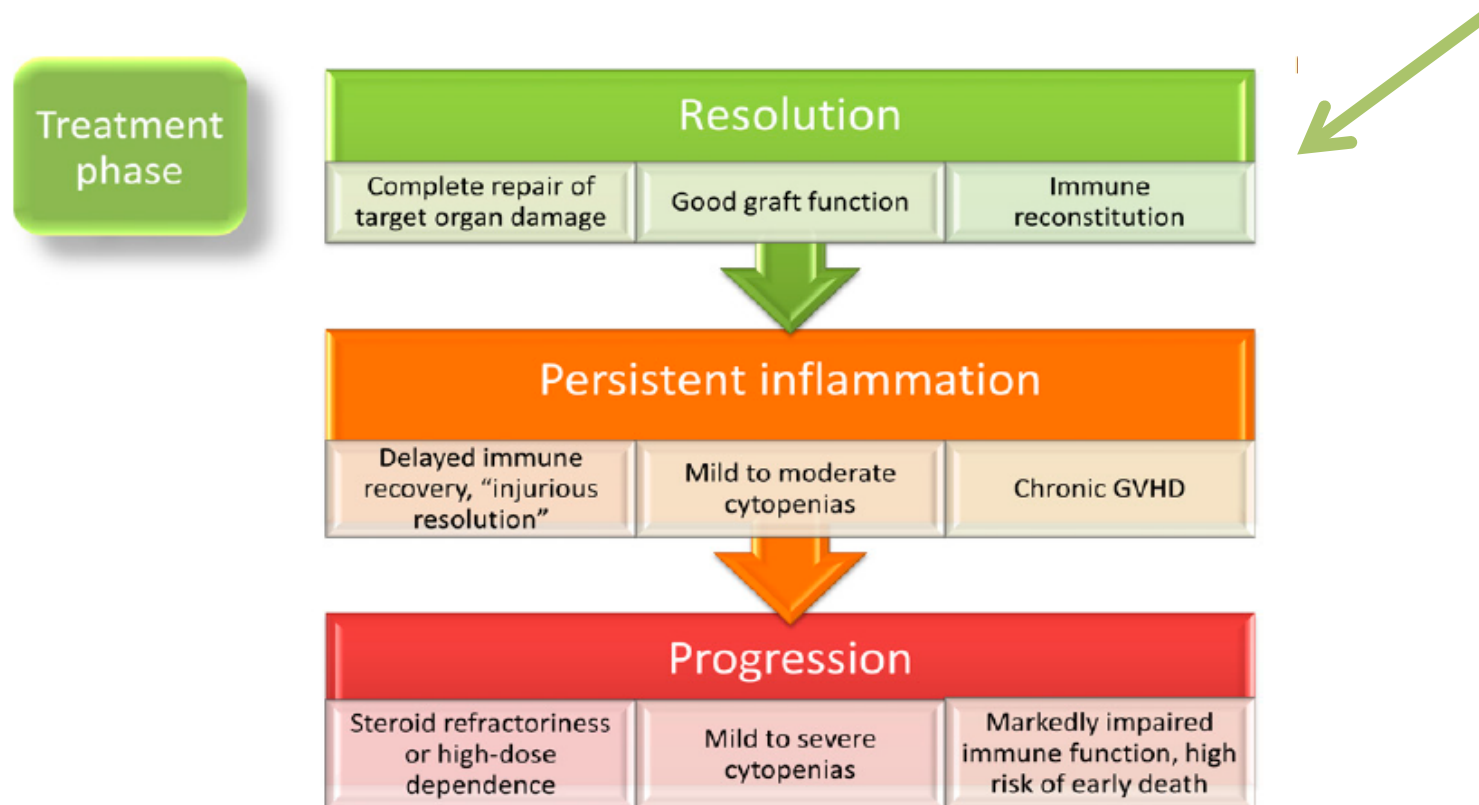 Treatment
phase
Resolution
Complete repair of
target organ damage
Good graft function
Immune
reconstitution
Persistent inflammation
Delayed immune
recovery, “injurious
resolution”
Mild to moderate
cytopenias
Chronic GVHD
Progression
Steroid refractoriness
or high-dose
dependence
Mild to severe
cytopenias
Markedly impaired
immune function, high
risk of early death